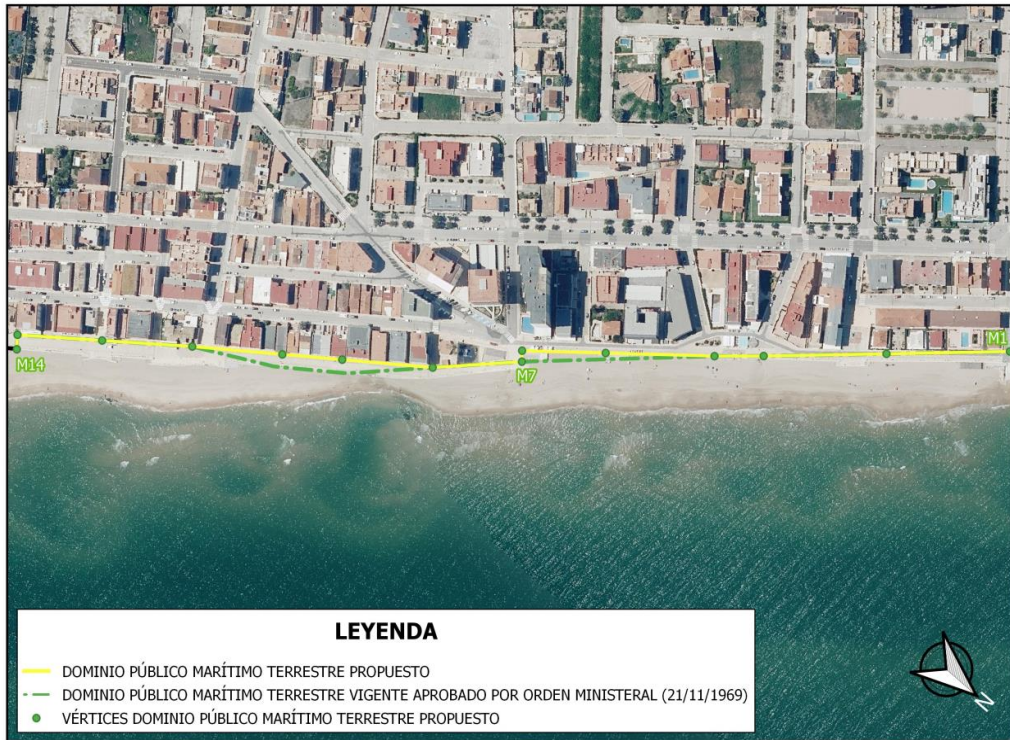 M14
M7
M1
LEYENDA
DOMINIO PÚBLICO MARÍTIMO TERRESTRE PROPUESTO
DOMINIO PÚBLICO MARÍTIMO TERRESTRE VIGENTE APROBADO POR ORDEN MINISTERAL (21/11/1969)
VÉRTICES DOMINIO PÚBLICO MARÍTIMO TERRESTRE PROPUESTO
N